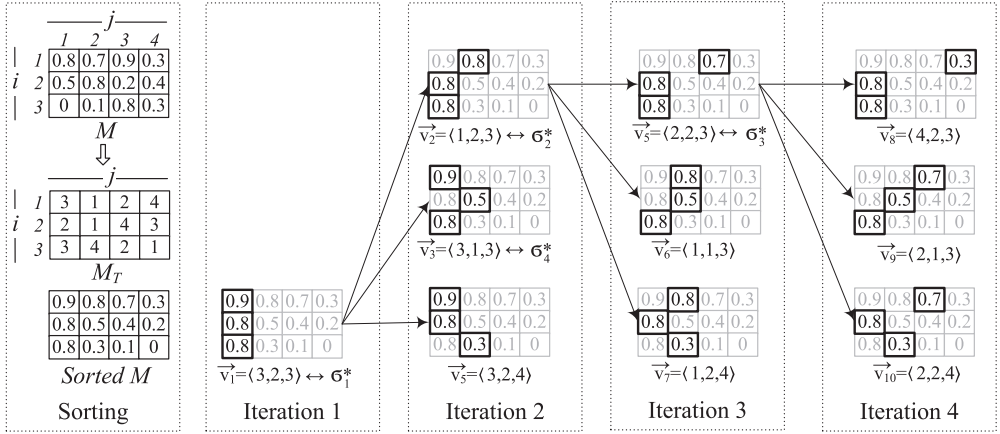 j
1 2 3 4
1 0.8 0.7 0.9 0.3
i 2 0.5 0.8 0.2 0.4
3 0 0.1 0.8 0.3
M
j
1 3 1 2 4
i 2 2 1 4 3
3 3 4 2 1
M_T
0.9 0.8 0.7 0.3
0.8 0.5 0.4 0.2
0.8 0.3 0.1 0
Sorted M
Sorting
0.9 0.8 0.7 0.3
0.8 0.5 0.4 0.2
0.8 0.3 0.1 0
v₁=⟨3,2,3⟩ ↔ σ₁*
Iteration 1
0.9 0.8 0.7 0.3
0.8 0.5 0.4 0.2
0.8 0.3 0.1 0
v₂=⟨1,2,3⟩ ↔ σ₂*
0.9 0.8 0.7 0.3
0.8 0.5 0.4 0.2
0.8 0.3 0.1 0
v₃=⟨3,1,3⟩ ↔ σ₄*
0.9 0.8 0.7 0.3
0.8 0.5 0.4 0.2
0.8 0.3 0.1 0
v₅=⟨3,2,4⟩
Iteration 2
0.9 0.8 0.7 0.3
0.8 0.5 0.4 0.2
0.8 0.3 0.1 0
v₅=⟨2,2,3⟩ ↔ σ₃*
0.9 0.8 0.7 0.3
0.8 0.5 0.4 0.2
0.8 0.3 0.1 0
v₆=⟨1,1,3⟩
0.9 0.8 0.7 0.3
0.8 0.5 0.4 0.2
0.8 0.3 0.1 0
v₇=⟨1,2,4⟩
Iteration 3
0.9 0.8 0.7 0.3
0.8 0.5 0.4 0.2
0.8 0.3 0.1 0
v₈=⟨4,2,3⟩
0.9 0.8 0.7 0.3
0.8 0.5 0.4 0.2
0.8 0.3 0.1 0
v₉=⟨2,1,3⟩
0.9 0.8 0.7 0.3
0.8 0.5 0.4 0.2
0.8 0.3 0.1 0
v₁₀=⟨2,2,4⟩
Iteration 4